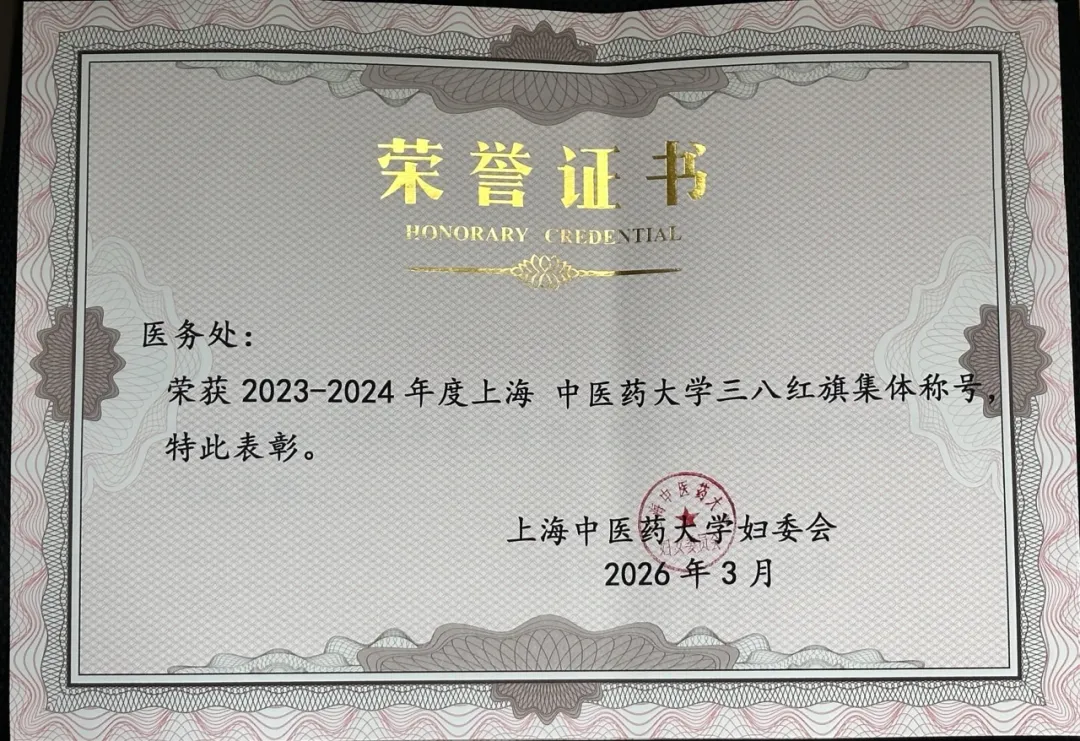 荣誉证书
HONORARY CREDENTIAL
医务处：
荣获 2023-2024 年度上海 中医药大学三八红旗集体称号，
特此表彰。
上海中医药大学妇委会
2026 年 3 月